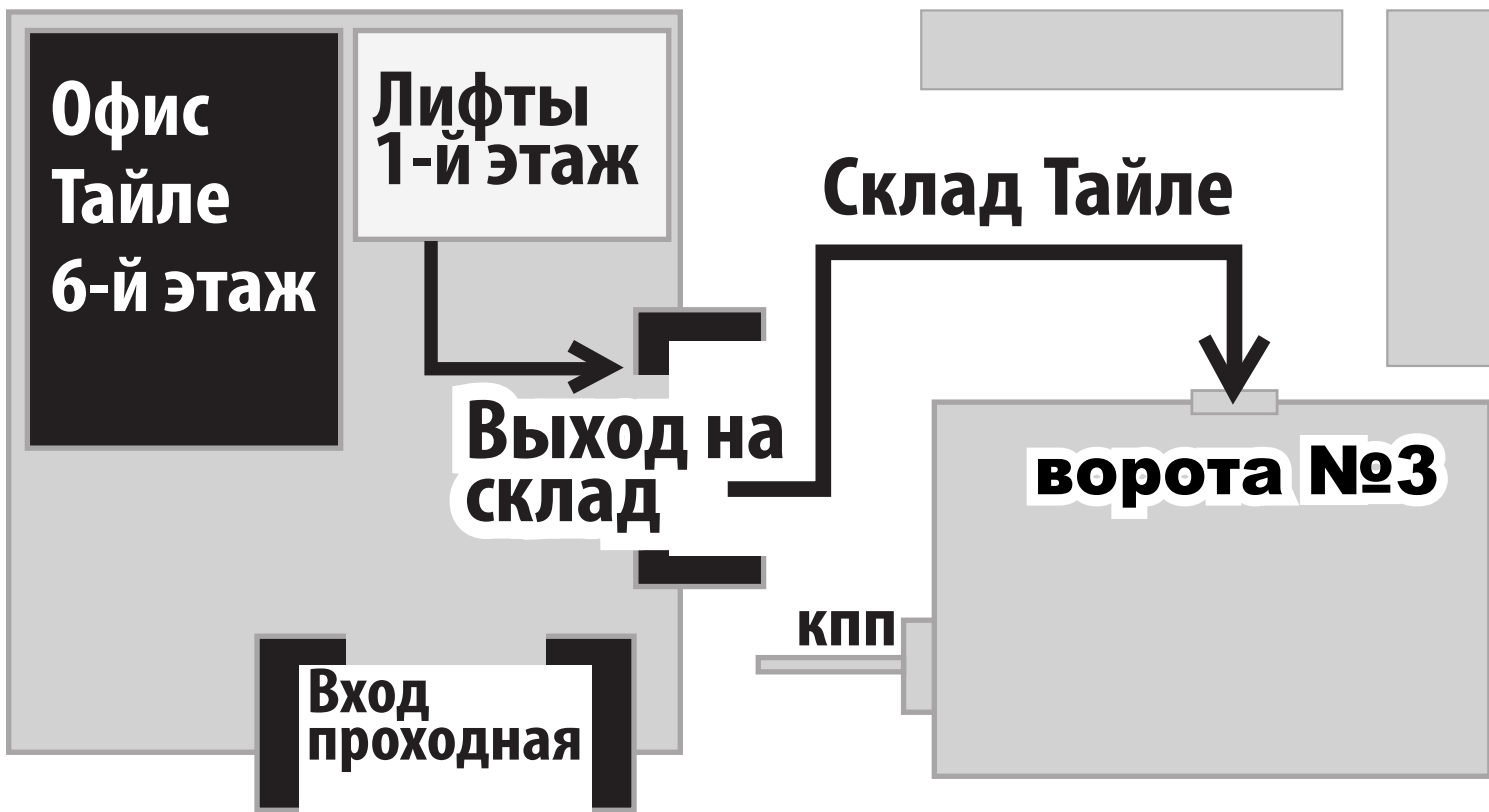 Офис
Тайле
6-й этаж
Лифты
1-й этаж
Склад Тайле
Выход на
склад
ворота №3
кпп
Вход
проходная